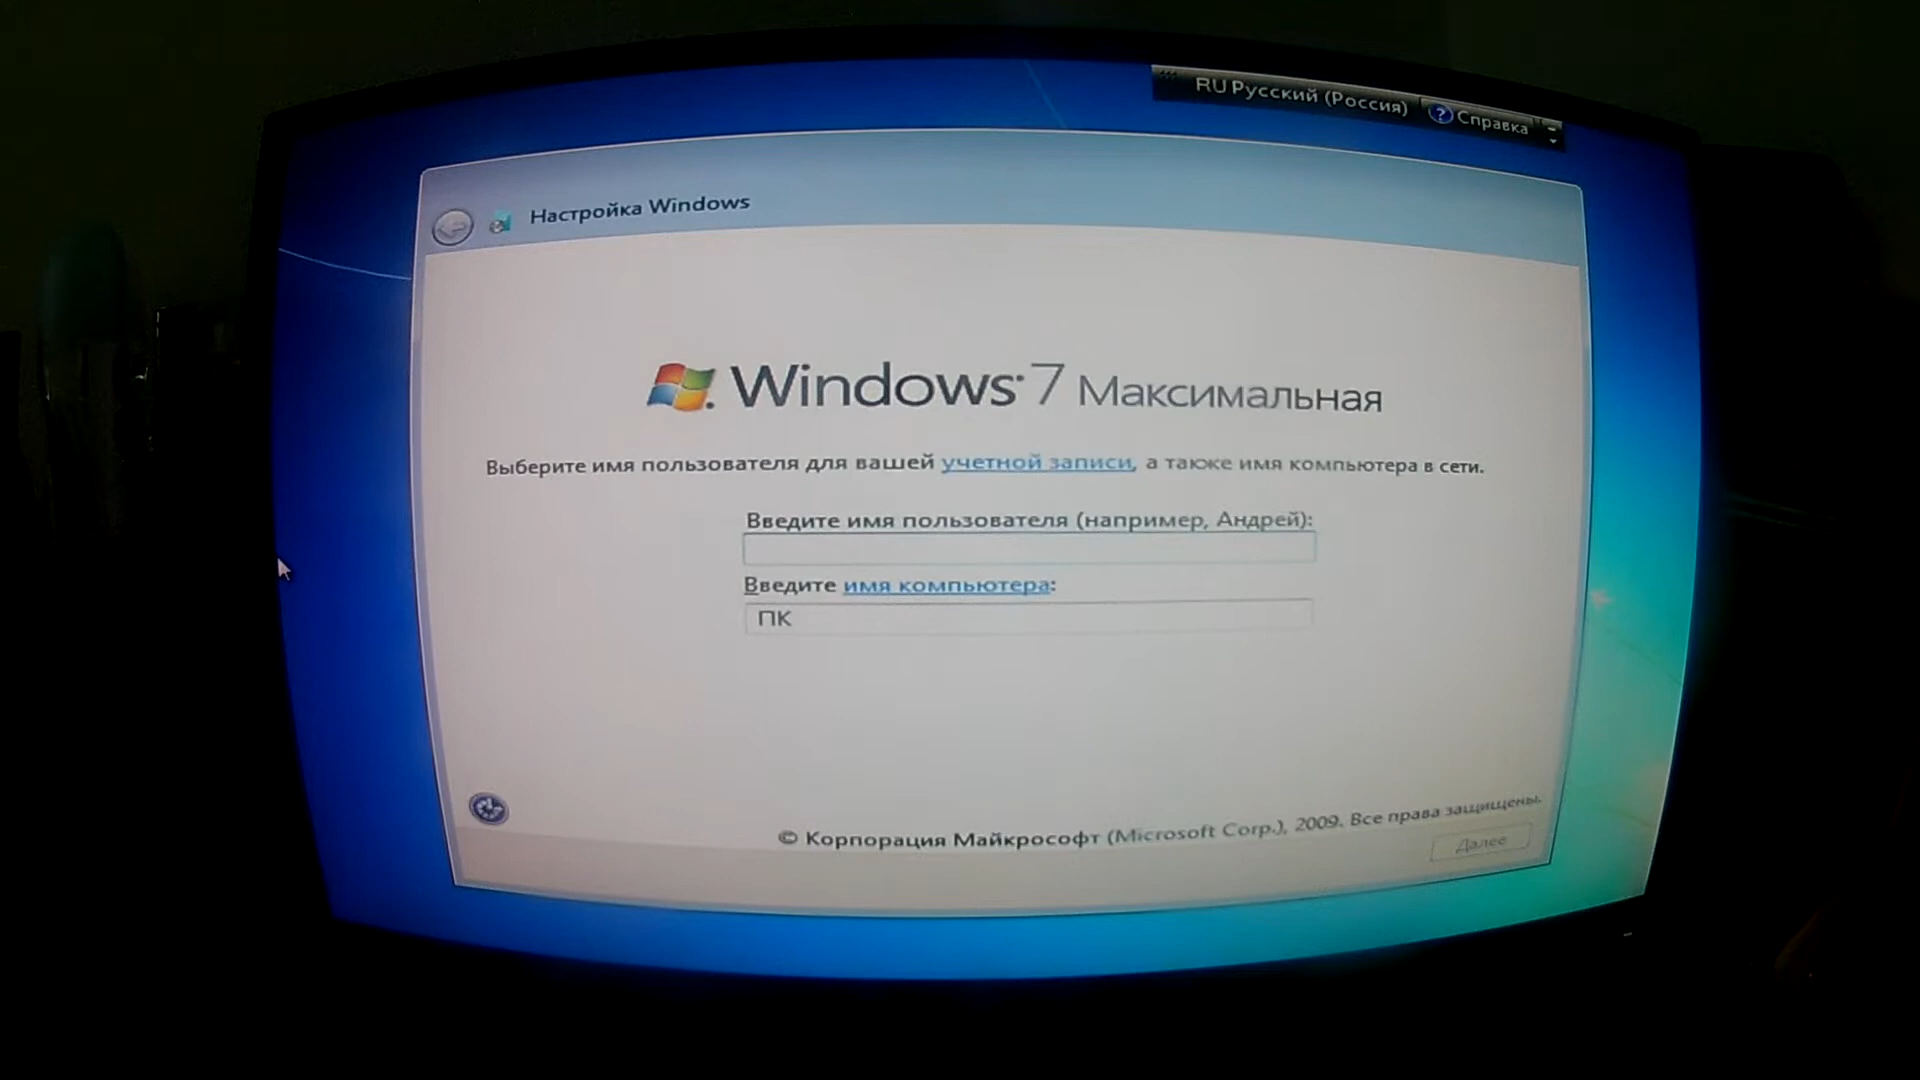 RU Русский (Россия) Справка
Настройка Windows
Windows 7 Максимальная
Выберите имя пользователя для вашей учетной записи, а также имя компьютера в сети.
Введите имя пользователя (например, Андрей):
Введите имя компьютера:
ПК
© Корпорация Майкрософт (Microsoft Corp.), 2009. Все права защищены.
Далее